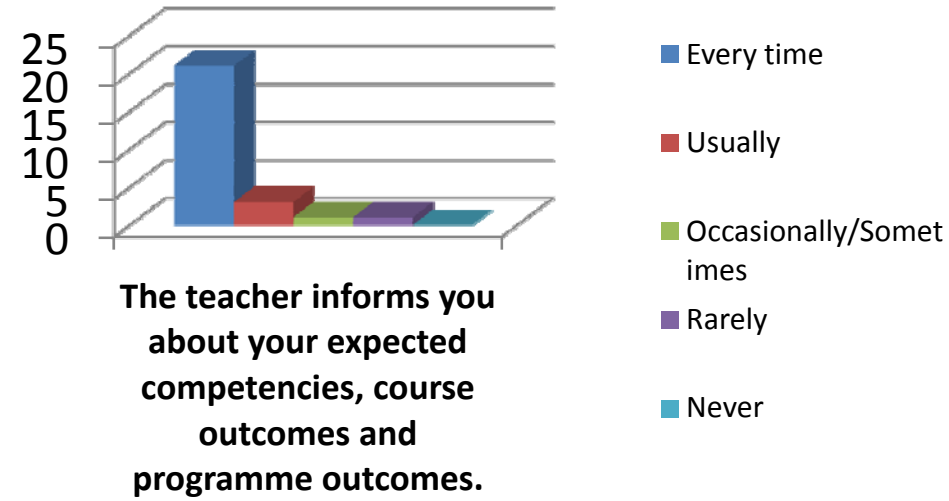 25
20
15
10
5
0
The teacher informs you
about your expected
competencies, course
outcomes and
programme outcomes.
Every time
Usually
Occasionally/Somet
imes
Rarely
Never